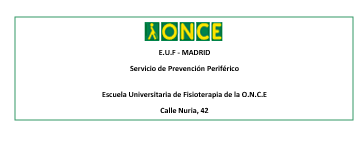 ONCE
E.U.F - MADRID
Servicio de Prevención Periférico
Escuela Universitaria de Fisioterapia de la O.N.C.E
Calle Nuria, 42